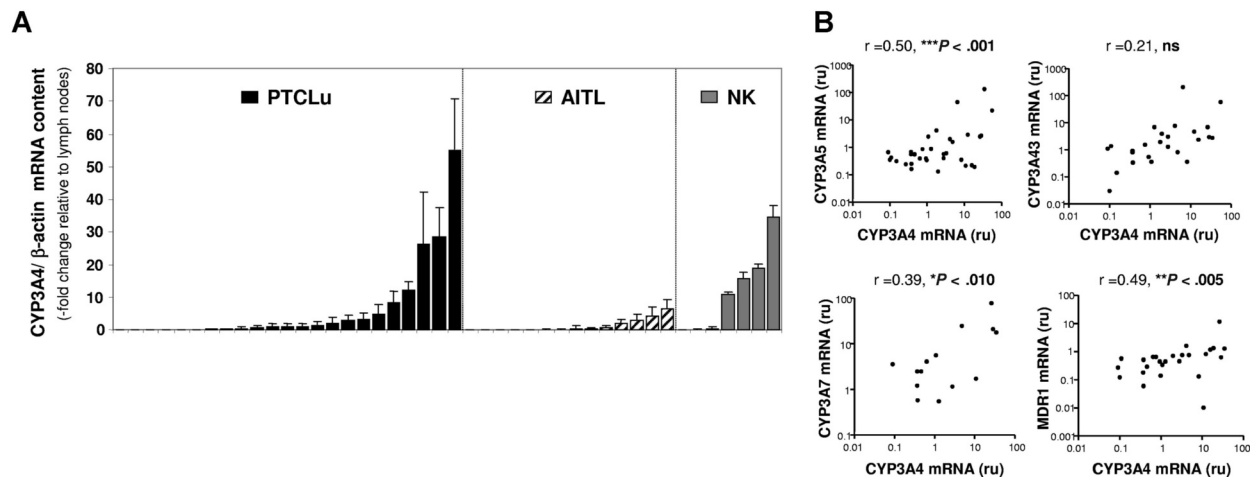 A
CYP3A4/ β-actin mRNA content
(-fold change relative to lymph nodes)
80
70
60
50
40
30
20
10
0
PTCLu
AITL
NK
B
r =0.50, ***P < .001
CYP3A5 mRNA (ru)
1000
100
10
1
0.1
0.01
0.01 0.1 1 10 100
CYP3A4 mRNA (ru)
r =0.21, ns
CYP3A43 mRNA (ru)
1000
100
10
1
0.1
0.01
0.01 0.1 1 10 100
CYP3A4 mRNA (ru)
r =0.39, *P < .010
CYP3A7 mRNA (ru)
100
10
1
0.1
0.01 0.1 1 10 100
CYP3A4 mRNA (ru)
r =0.49, **P < .005
MDR1 mRNA (ru)
100
10
1
0.1
0.01
0.001
0.01 0.1 1 10 100
CYP3A4 mRNA (ru)